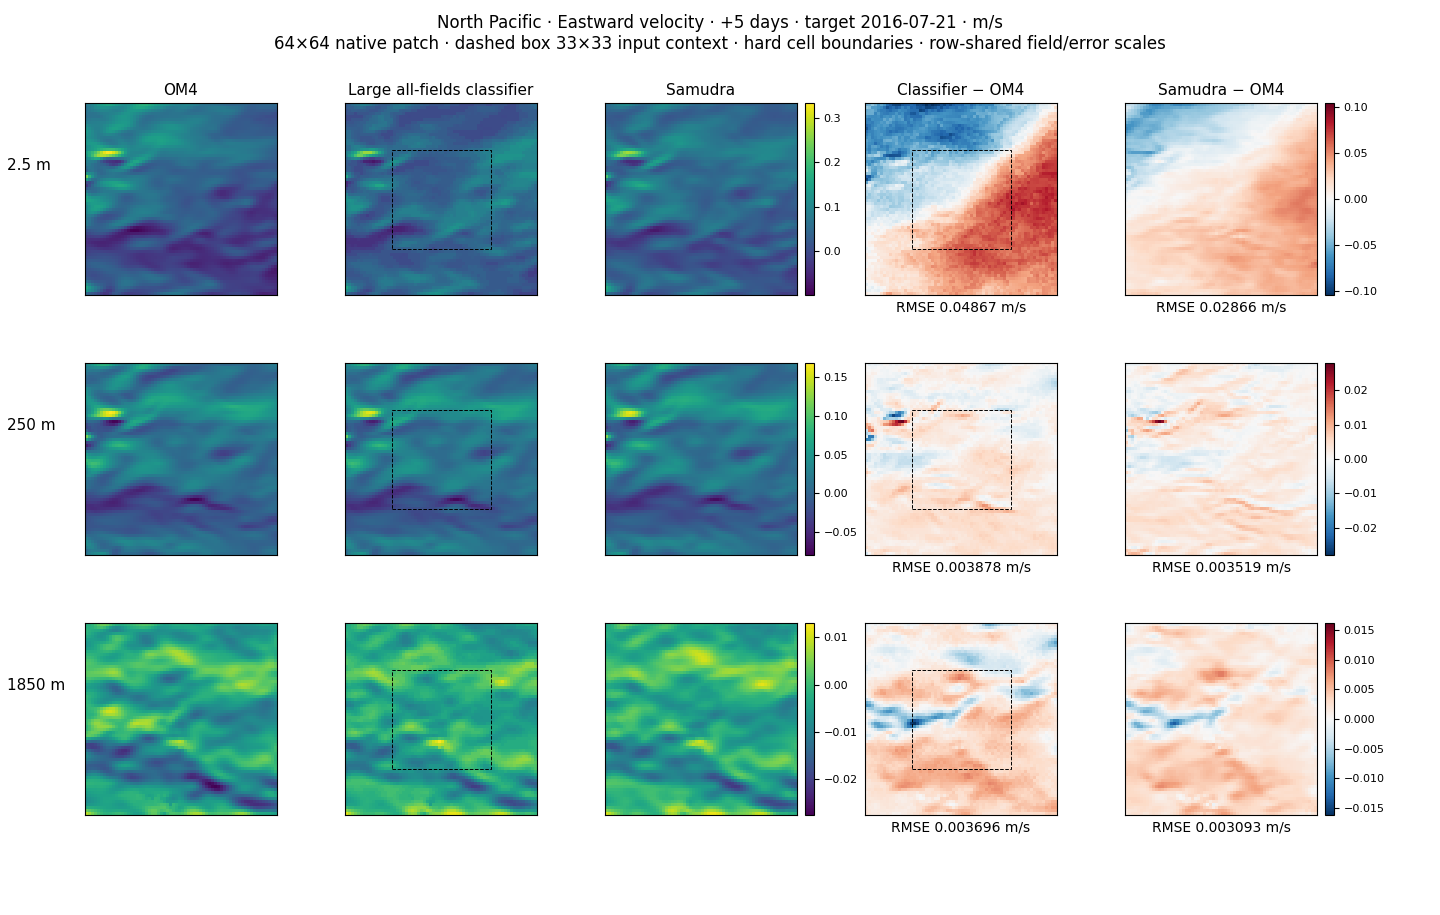 North Pacific · Eastward velocity · +5 days · target 2016-07-21 · m/s
64×64 native patch · dashed box 33×33 input context · hard cell boundaries · row-shared field/error scales
OM4
Large all-fields classifier
Samudra
Classifier − OM4
Samudra − OM4
2.5 m
0.3
0.2
0.1
0.0
0.10
0.05
0.00
−0.05
−0.10
RMSE 0.04867 m/s
RMSE 0.02866 m/s
250 m
0.15
0.10
0.05
0.00
−0.05
0.02
0.01
0.00
−0.01
−0.02
RMSE 0.003878 m/s
RMSE 0.003519 m/s
1850 m
0.01
0.00
−0.01
−0.02
0.015
0.010
0.005
0.000
−0.005
−0.010
−0.015
RMSE 0.003696 m/s
RMSE 0.003093 m/s